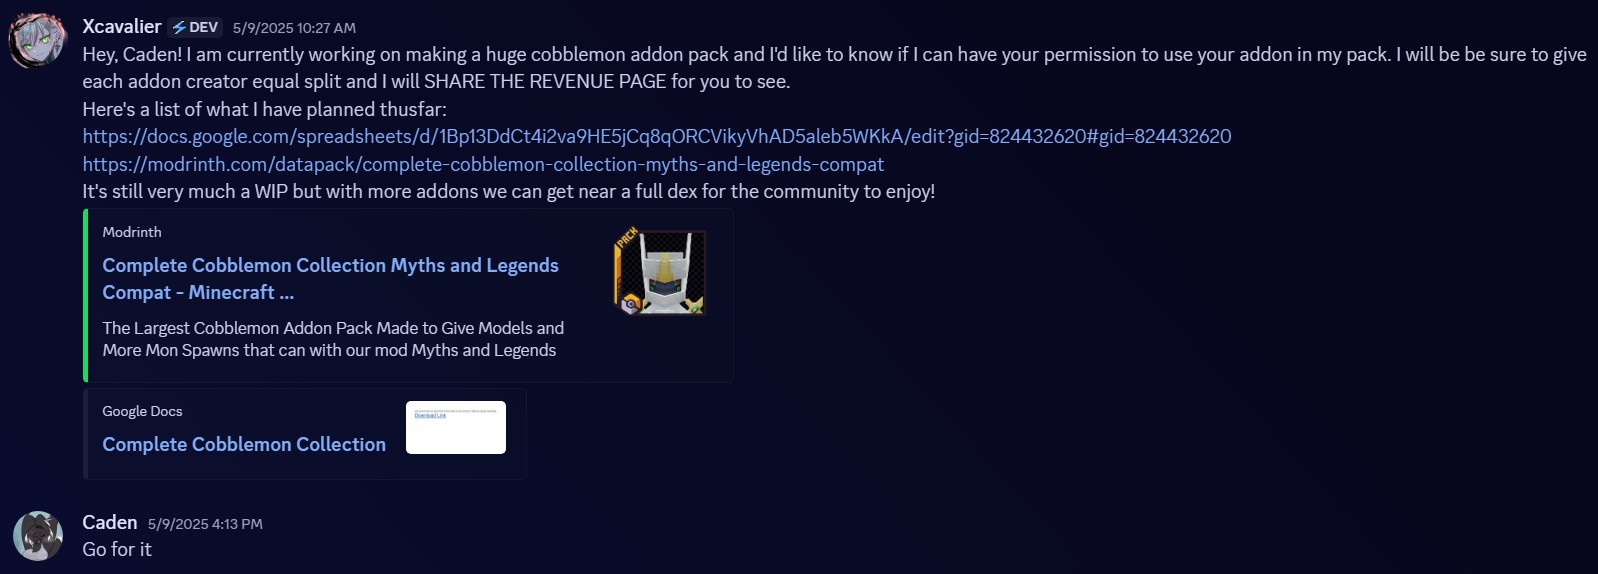 Xcavalier DEV 5/9/2025 10:27 AM
Hey, Caden! I am currently working on making a huge cobblemon addon pack and I'd like to know if I can have your permission to use your addon in my pack. I will be be sure to give
each addon creator equal split and I will SHARE THE REVENUE PAGE for you to see.
Here's a list of what I have planned thusfar:
https://docs.google.com/spreadsheets/d/1Bp13DdCt4i2va9HE5jCq8qORCVikyVhAD5aleb5WKkA/edit?gid=824432620#gid=824432620
https://modrinth.com/datapack/complete-cobblemon-collection-myths-and-legends-compat
It's still very much a WIP but with more addons we can get near a full dex for the community to enjoy!
Modrinth
PACK
Complete Cobblemon Collection Myths and Legends
Compat - Minecraft ...
The Largest Cobblemon Addon Pack Made to Give Models and
More Mon Spawns that can with our mod Myths and Legends
Google Docs
Download Link
Complete Cobblemon Collection
Caden 5/9/2025 4:13 PM
Go for it